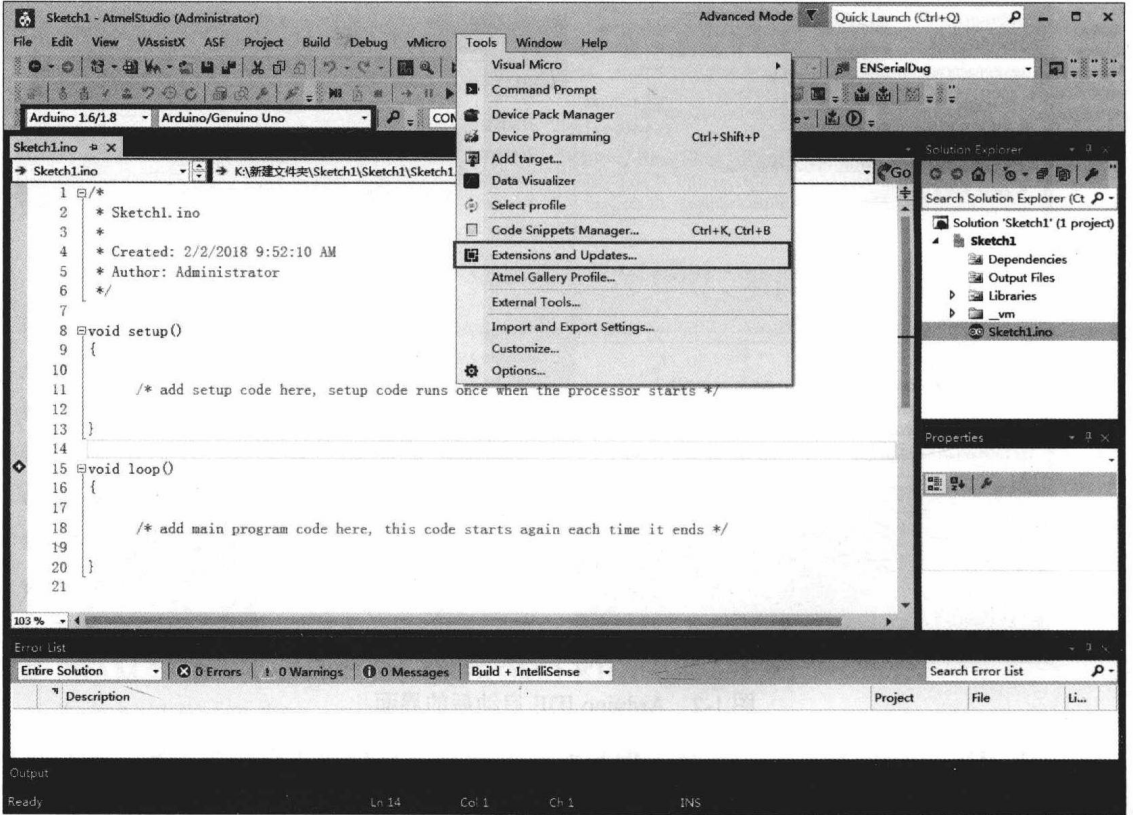 Sketch1 - AtmelStudio (Administrator)
Advanced Mode
Quick Launch (Ctrl+Q)
File Edit View VAssistX ASF Project Build Debug vMicro Tools Window Help
ENSerialDug
Arduino 1.6/1.8
Arduino/Genuino Uno
Visual Micro
Command Prompt
Device Pack Manager
Device Programming Ctrl+Shift+P
Add target...
Data Visualizer
Select profile
Code Snippets Manager... Ctrl+K, Ctrl+B
Extensions and Updates...
Atmel Gallery Profile...
External Tools...
Import and Export Settings...
Customize...
Options...
Sketch1.ino
Sketch1.ino
K:\新建文件夹\Sketch1\Sketch1\Sketch1.
Go
1 /*
2 * Sketch1.ino
3 *
4 * Created: 2/2/2018 9:52:10 AM
5 * Author: Administrator
6 */
7
8 void setup()
9 {
10
11 /* add setup code here, setup code runs once when the processor starts */
12
13 }
14
15 void loop()
16 {
17
18 /* add main program code here, this code starts again each time it ends */
19
20 }
21
103 %
Solution Explorer
Search Solution Explorer (Ct
Solution 'Sketch1' (1 project)
Sketch1
Dependencies
Output Files
Libraries
__vm
Sketch1.ino
Properties
Error List
Entire Solution
0 Errors
0 Warnings
0 Messages
Build + IntelliSense
Search Error List
Description
Project
File
Li...
Output
Ready
Ln 14
Col 1
Ch 1
INS